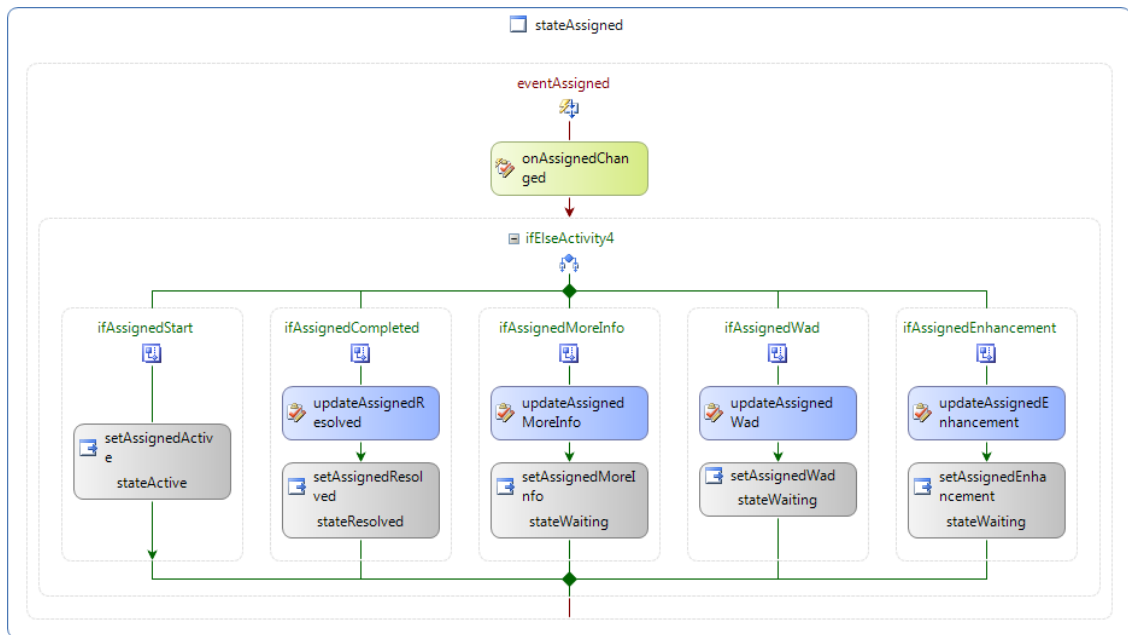 stateAssigned
eventAssigned
onAssignedChan
ged
ifElseActivity4
ifAssignedStart
ifAssignedCompleted
ifAssignedMoreInfo
ifAssignedWad
ifAssignedEnhancement
updateAssignedR
esolved
updateAssigned
MoreInfo
updateAssigned
Wad
updateAssignedE
nhancement
setAssignedActiv
e
stateActive
setAssignedResol
ved
stateResolved
setAssignedMoreI
nfo
stateWaiting
setAssignedWad
stateWaiting
setAssignedEnha
ncement
stateWaiting